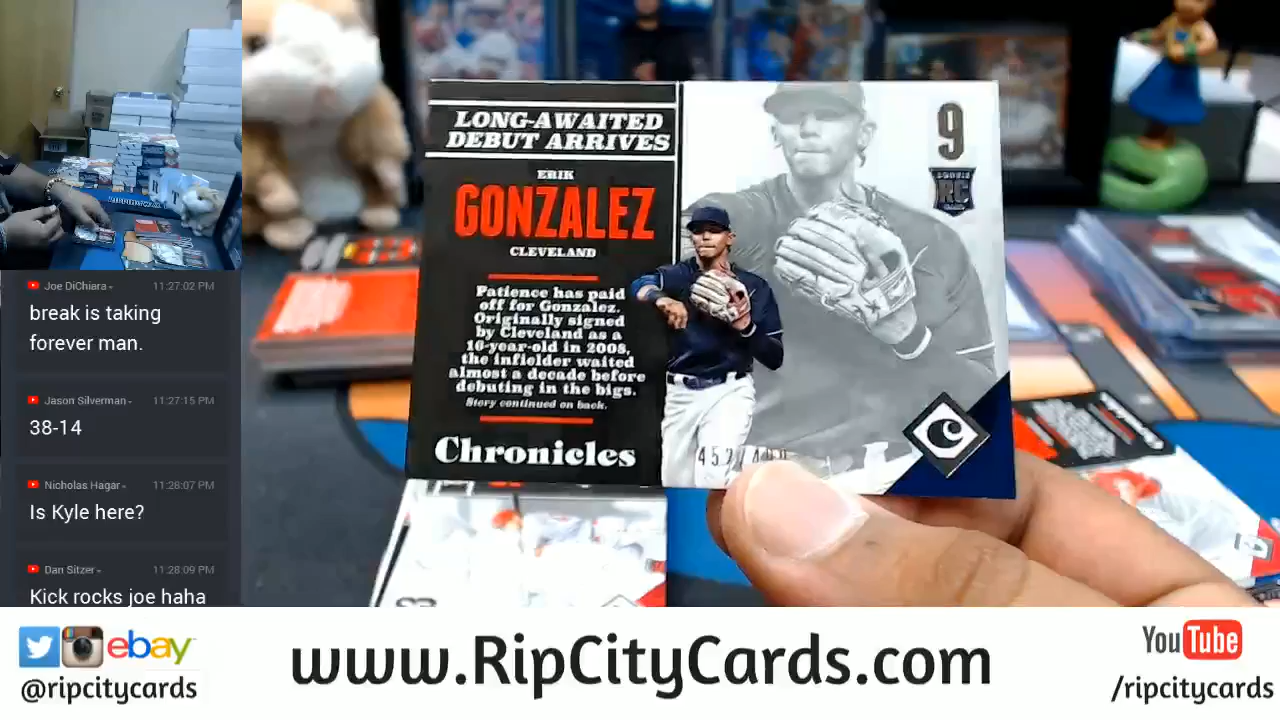 Joe DiChiara
11:27:02 PM
break is taking
forever man.
Jason Silverman
11:27:15 PM
38-14
Nicholas Hagar
11:28:07 PM
Is Kyle here?
Dan Sitzer
11:28:09 PM
Kick rocks joe haha
LONG-AWAITED
DEBUT ARRIVES
ERIK
GONZALEZ
CLEVELAND
Patience has paid
off for Gonzalez.
Originally signed
by Cleveland as a
16-year-old in 2008,
the infielder waited
almost a decade before
debuting in the bigs.
Story continued on back.
Chronicles
9
RC
C
ebay
@ripcitycards
www.RipCityCards.com
YouTube
/ripcitycards